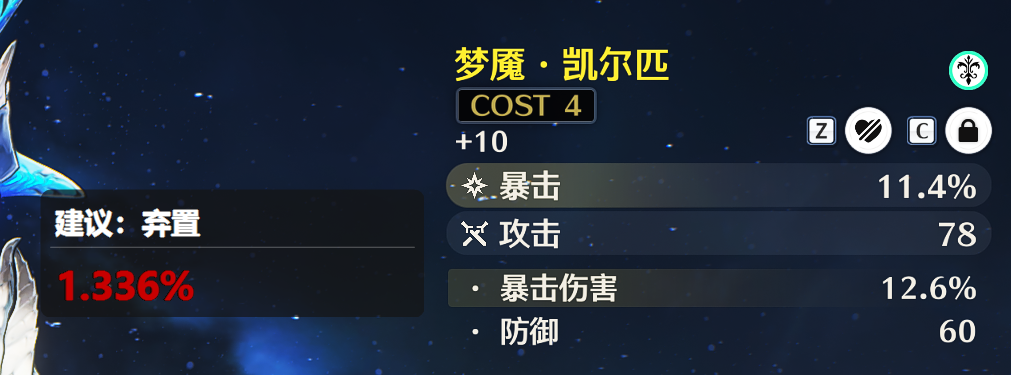 梦魇·凯尔匹
COST 4
+10
Z
C
暴击 11.4%
攻击 78
建议：弃置
1.336%
· 暴击伤害 12.6%
· 防御 60